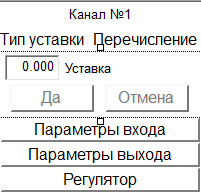 Канал №1
Тип уставки Перечисление
0.000 Уставка
Да Отмена
Параметры входа
Параметры выхода
Регулятор